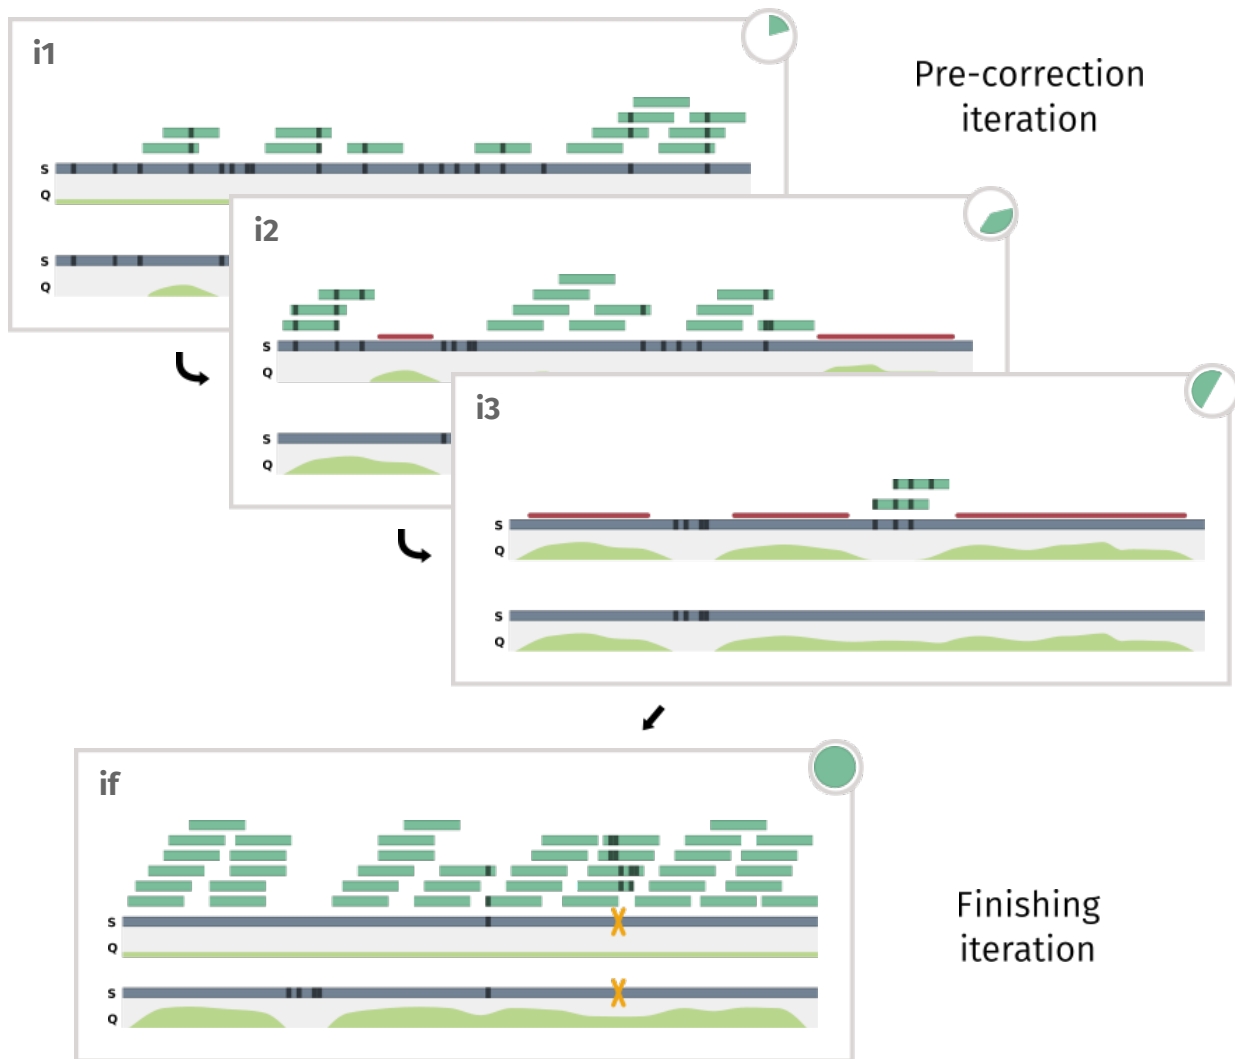 i1
Pre-correction
iteration
S
Q
S
Q
i2
S
Q
S
Q
i3
S
Q
S
Q
if
S
Q
S
Q
Finishing
iteration